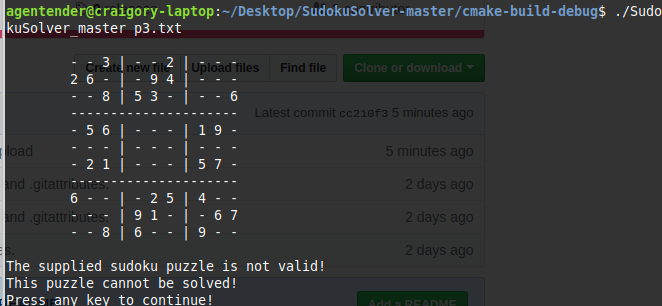 agentender@craigory-laptop:~/Desktop/SudokuSolver-master/cmake-build-debug$ ./Sudo
kuSolver_master p3.txt
- - 3 | - - 2 | - - -
2 6 - | - 9 4 | - - -
- - 8 | 5 3 - | - - 6
---------------------
- 5 6 | - - - | 1 9 -
- - - | - - - | - - -
- 2 1 | - - - | 5 7 -
---------------------
6 - - | - 2 5 | 4 - -
- - - | 9 1 - | - 6 7
- - 8 | 6 - - | 9 - -
The supplied sudoku puzzle is not valid!
This puzzle cannot be solved!
Press any key to continue!
Create new file
Upload files
Find file
Clone or download
Latest commit cc210f3 5 minutes ago
pload
5 minutes ago
and .gitattributes.
2 days ago
and .gitattributes.
2 days ago
s.
2 days ago
Add a README